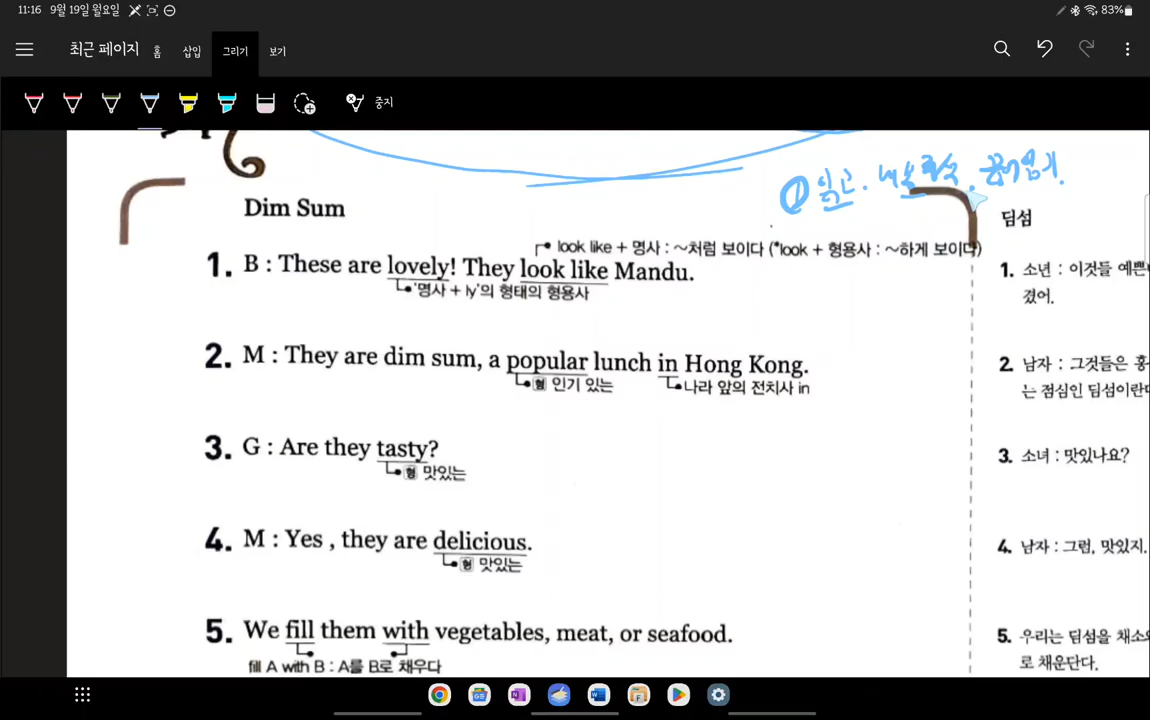 11:16 9월 19일 월요일 83%
최근 페이지 홈 삽입 그리기 보기
중지
① 읽고.
Dim Sum
딤섬
look like + 명사 : ~처럼 보이다 (*look + 형용사 : ~하게 보이다)
1. B : These are lovely! They look like Mandu.
'명사 + ly'의 형태의 형용사
1. 소년 : 이것들 예쁜
겼어.
2. M : They are dim sum, a popular lunch in Hong Kong.
형 인기 있는 나라 앞의 전치사 in
2. 남자 : 그것들은 홍
는 점심인 딤섬이란다
3. G : Are they tasty?
형 맛있는
3. 소녀 : 맛있나요?
4. M : Yes , they are delicious.
형 맛있는
4. 남자 : 그럼, 맛있지.
5. We fill them with vegetables, meat, or seafood.
fill A with B : A를 B로 채우다
5. 우리는 딤섬을 채소와
로 채운단다.